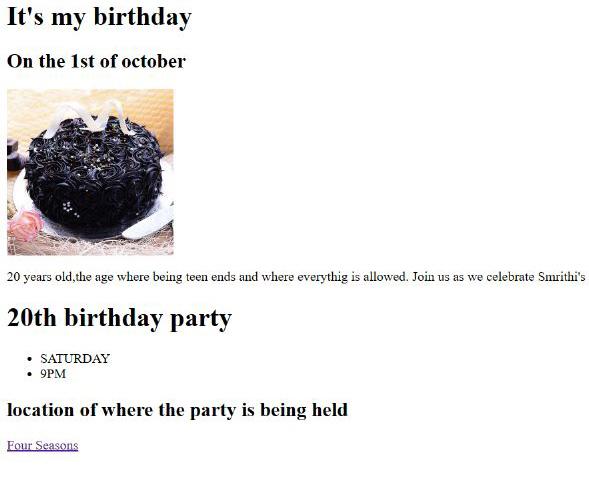 It's my birthday
On the 1st of october
20 years old,the age where being teen ends and where everythig is allowed. Join us as we celebrate Smrithi's
20th birthday party
SATURDAY
9PM
location of where the party is being held
Four Seasons